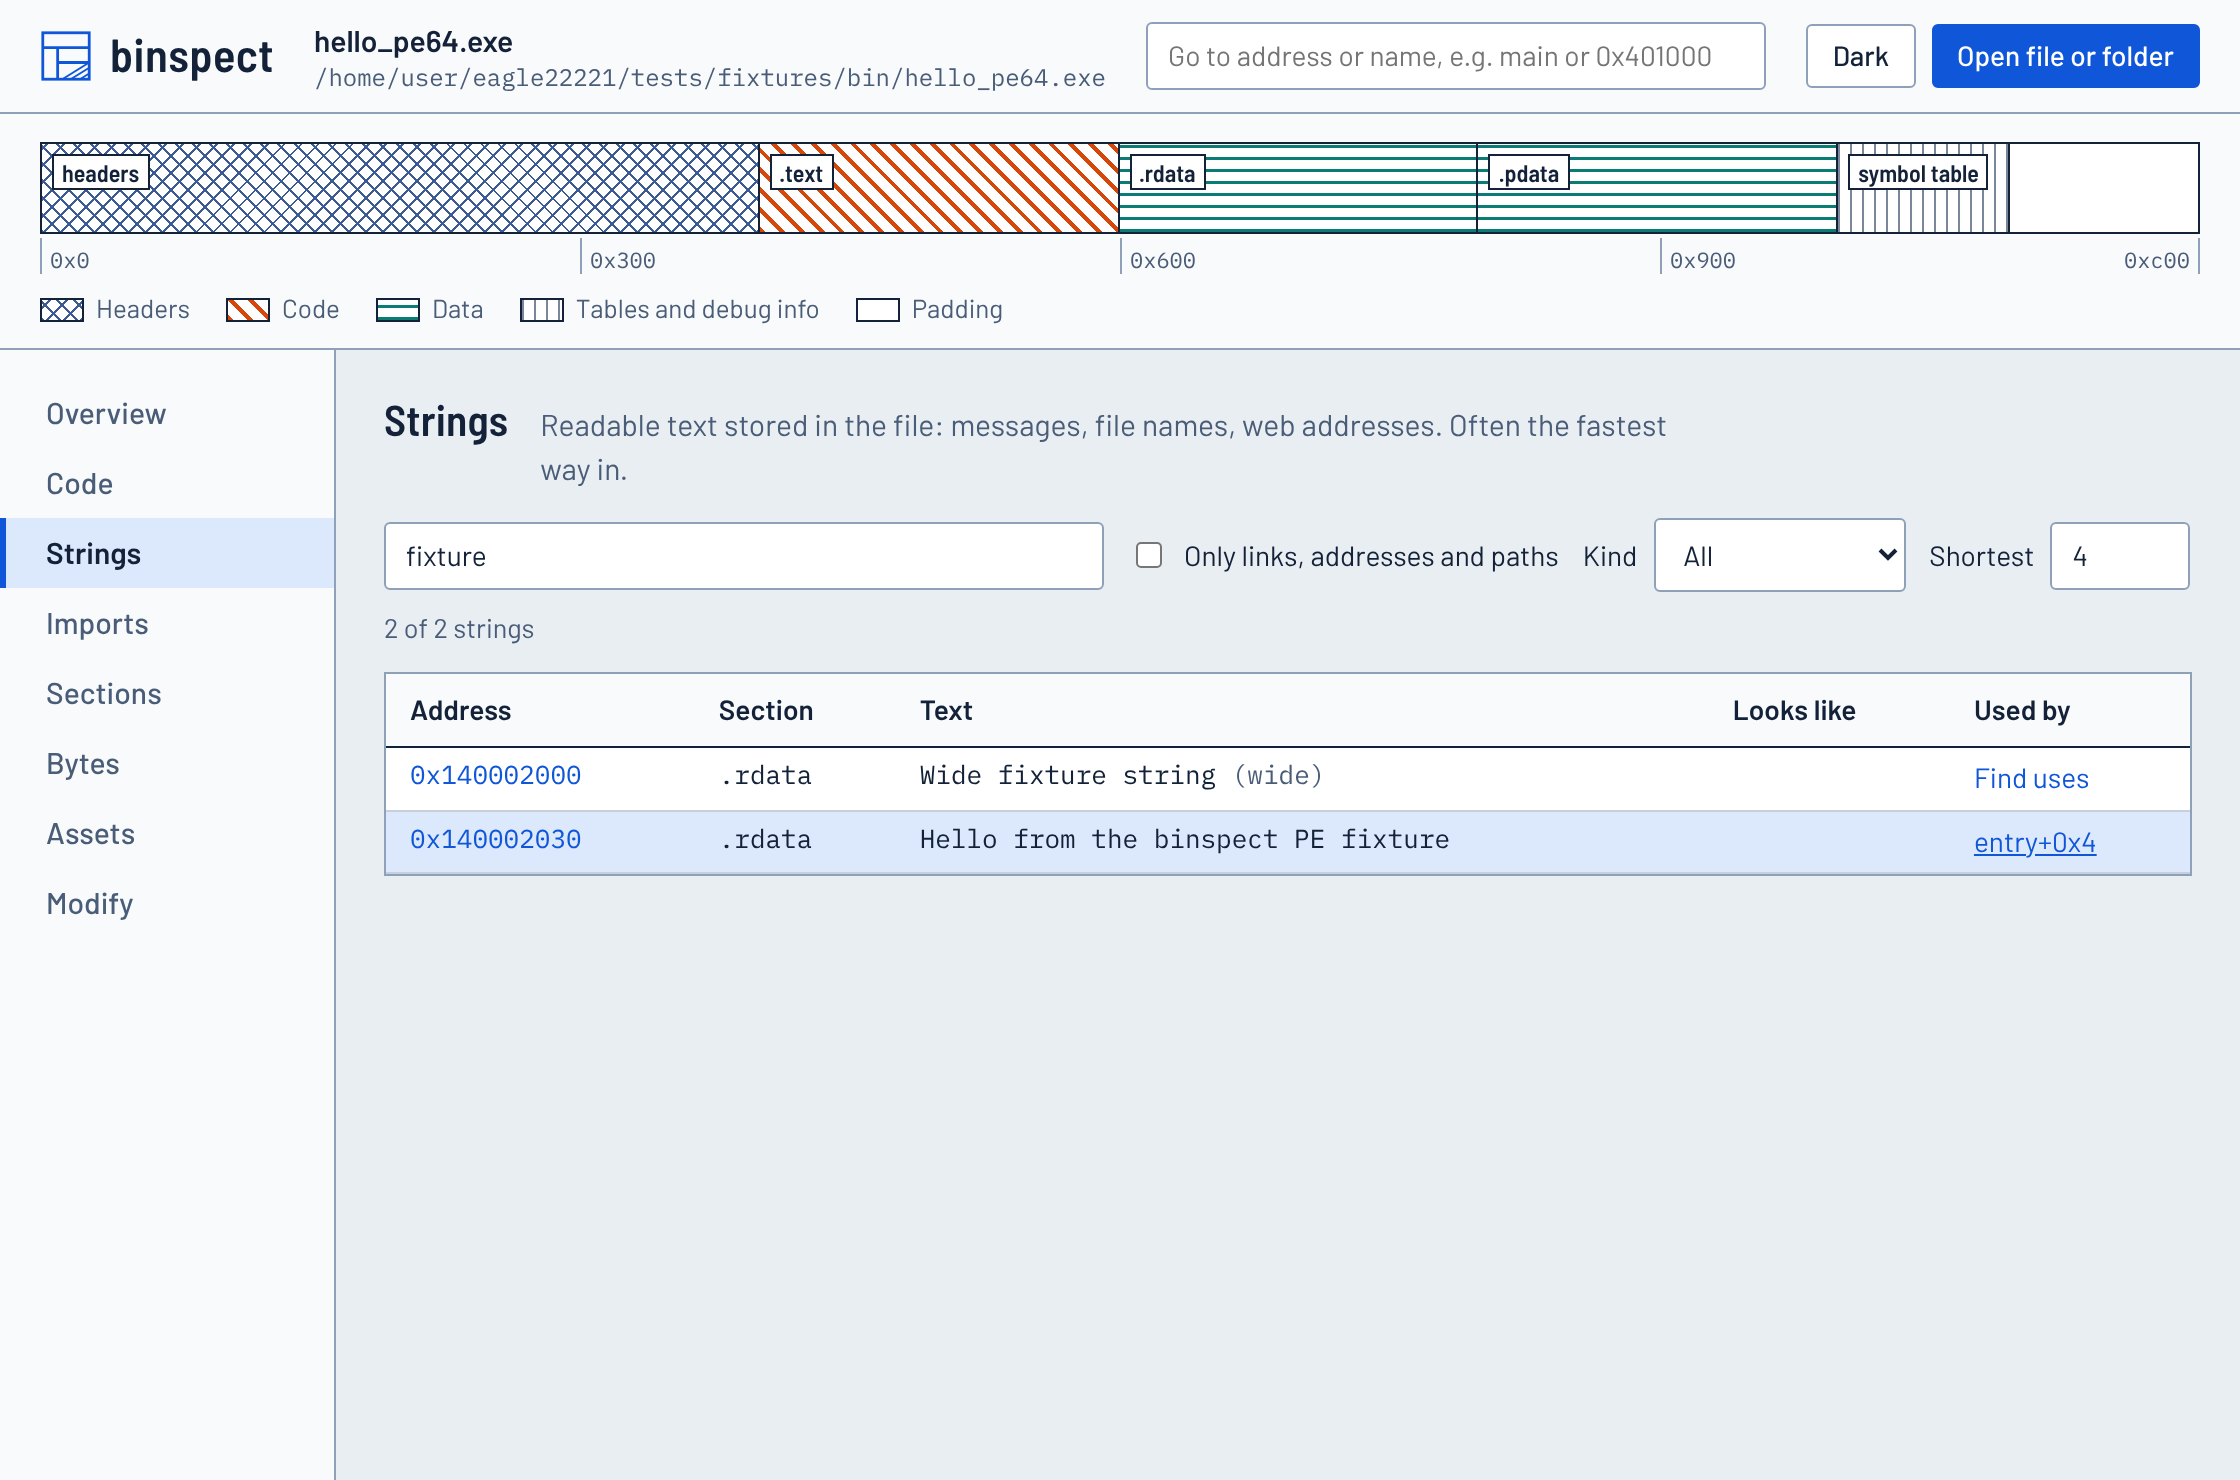 binspect
hello_pe64.exe
/home/user/eagle22221/tests/fixtures/bin/hello_pe64.exe
Go to address or name, e.g. main or 0x401000
Dark
Open file or folder
headers
.text
.rdata
.pdata
symbol table
0x0
0x300
0x600
0x900
0xc00
Headers
Code
Data
Tables and debug info
Padding
Overview
Code
Strings
Imports
Sections
Bytes
Assets
Modify
Strings
Readable text stored in the file: messages, file names, web addresses. Often the fastest
way in.
fixture
Only links, addresses and paths
Kind
All
Shortest
4
2 of 2 strings
Address Section Text Looks like Used by
0x140002000 .rdata Wide fixture string (wide) Find uses
0x140002030 .rdata Hello from the binspect PE fixture entry+0x4